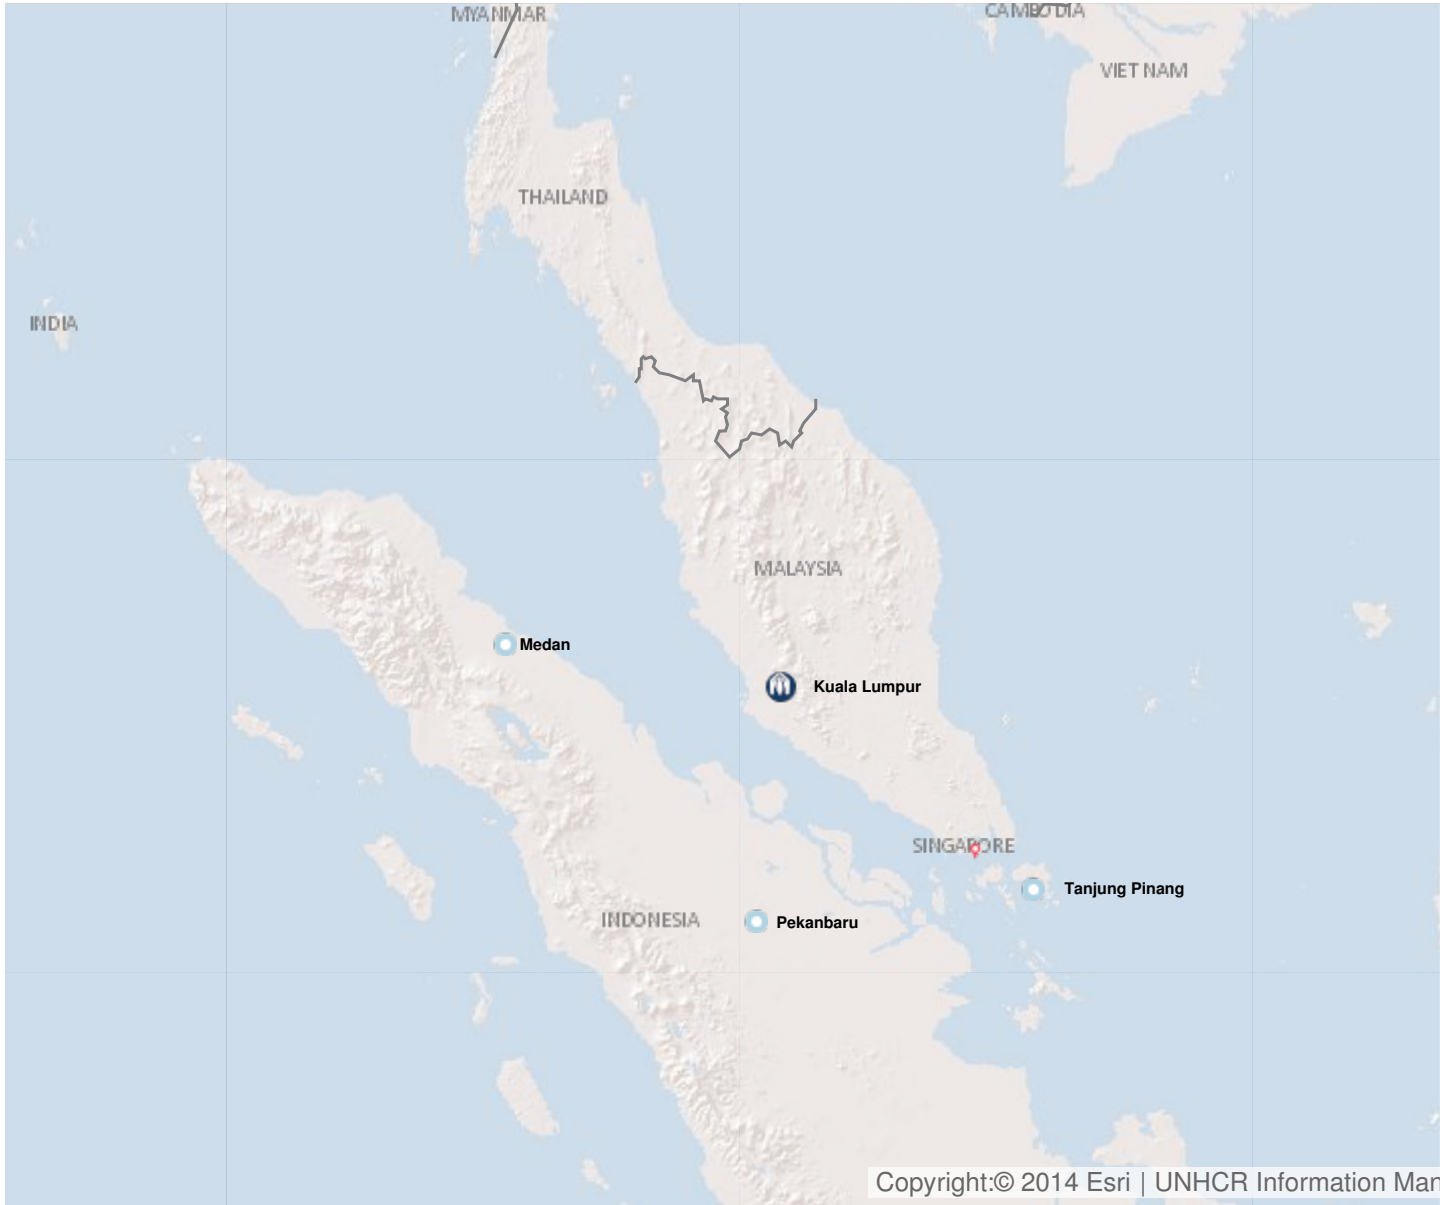 MYANMAR
CAMBODIA
VIET NAM
THAILAND
INDIA
MALAYSIA
Medan
Kuala Lumpur
SINGAPORE
Tanjung Pinang
INDONESIA
Pekanbaru
Copyright:© 2014 Esri | UNHCR Information Man